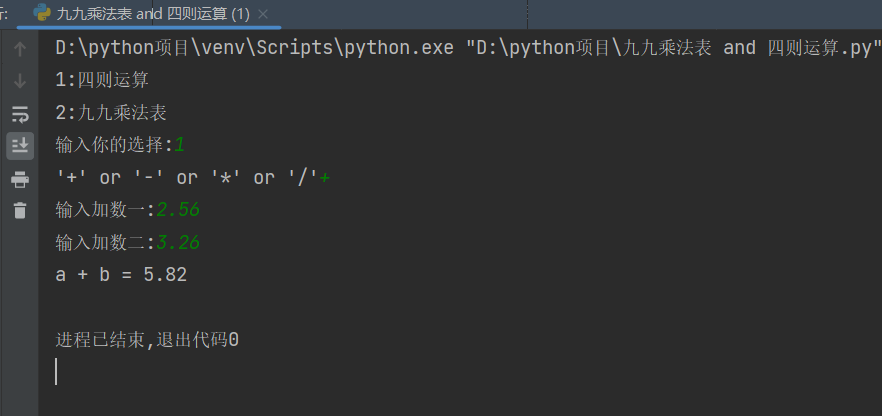 行:
九九乘法表 and 四则运算 (1)
D:\python项目\venv\Scripts\python.exe "D:\python项目\九九乘法表 and 四则运算.py"
1:四则运算
2:九九乘法表
输入你的选择:1
'+' or '-' or '*' or '/'+
输入加数一:2.56
输入加数二:3.26
a + b = 5.82
进程已结束,退出代码0